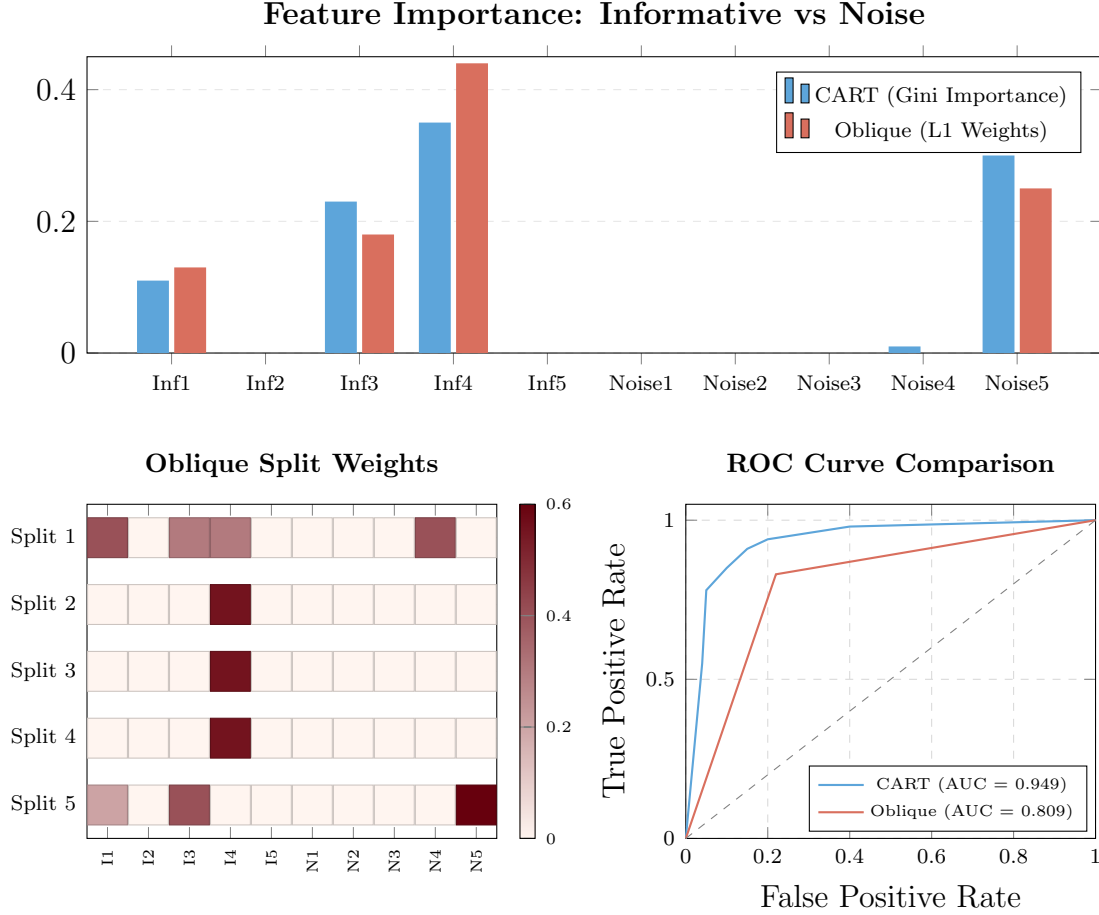 Feature Importance: Informative vs Noise
0.4
0.2
0
CART (Gini Importance)
Oblique (L1 Weights)
Inf1 Inf2 Inf3 Inf4 Inf5 Noise1 Noise2 Noise3 Noise4 Noise5
Oblique Split Weights
Split 1
Split 2
Split 3
Split 4
Split 5
I1 I2 I3 I4 I5 N1 N2 N3 N4 N5
0.6
0.4
0.2
0
ROC Curve Comparison
True Positive Rate
1
0.5
0
CART (AUC = 0.949)
Oblique (AUC = 0.809)
0 0.2 0.4 0.6 0.8 1
False Positive Rate